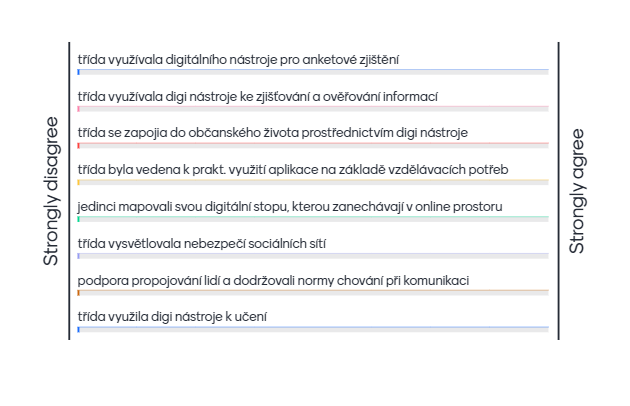 Strongly disagree
třída využívala digitálního nástroje pro anketové zjištění
třída využívala digi nástroje ke zjišťování a ověřování informací
třída se zapojia do občanského života prostřednictvím digi nástroje
třída byla vedena k prakt. využití aplikace na základě vzdělávacích potřeb
jedinci mapovali svou digitální stopu, kterou zanechávají v online prostoru
třída vysvětlovala nebezpečí sociálních sítí
podpora propojování lidí a dodržovali normy chování při komunikaci
třída využila digi nástroje k učení
Strongly agree